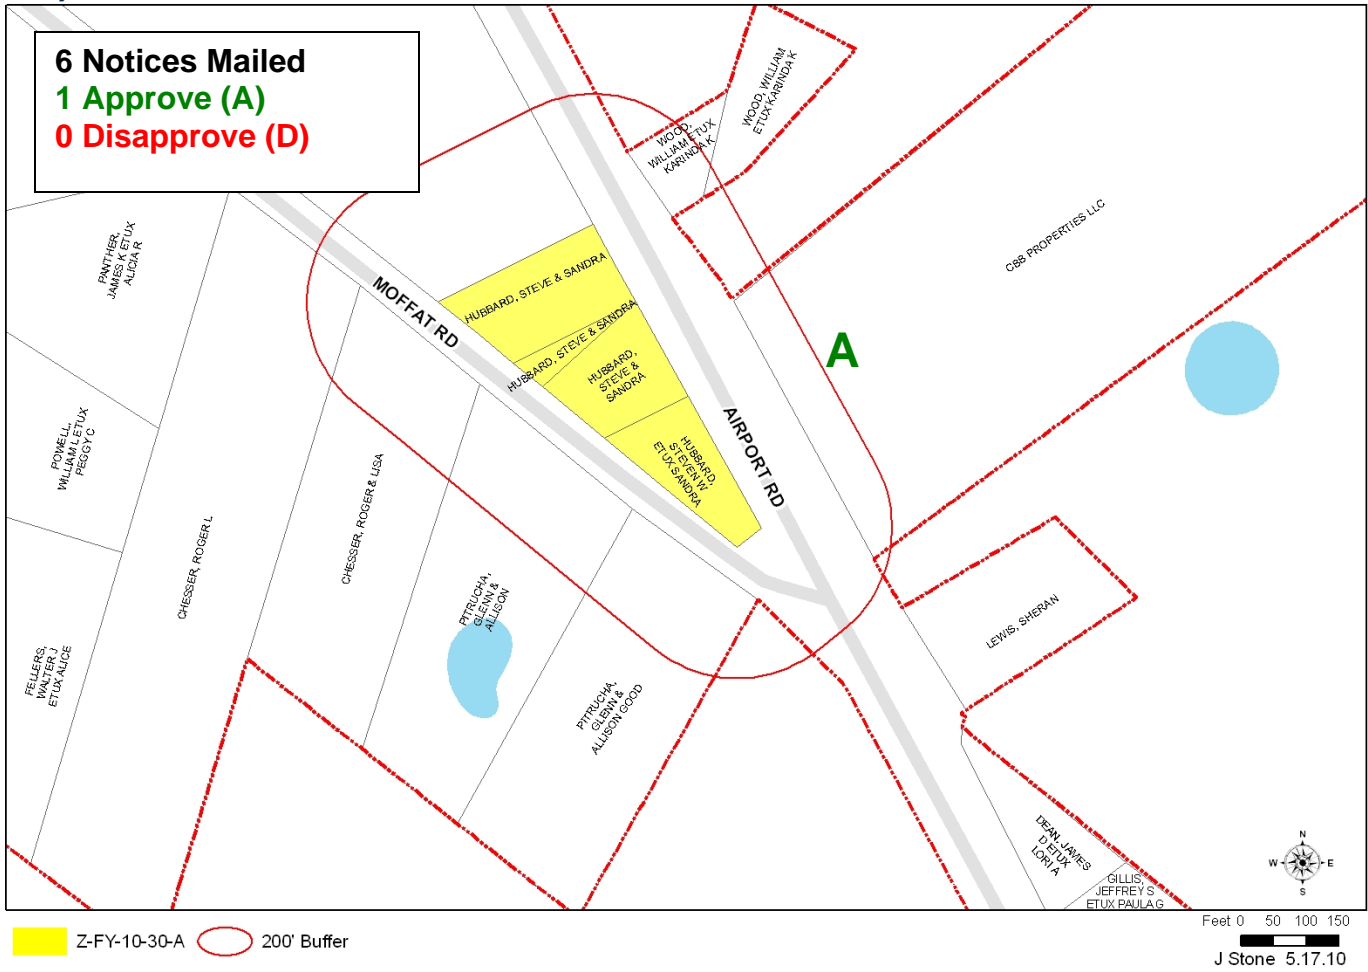 6 Notices Mailed
1 Approve (A)
0 Disapprove (D)
WOOD, WILLIAM
ETUX KARINDA K
WOOD,
WILLIAM ETUX
KARINDA K
CBB PROPERTIES LLC
PANTHER,
JAMES K ETUX
ALICIA R
MOFFAT RD
HUBBARD, STEVE & SANDRA
HUBBARD, STEVE & SANDRA
HUBBARD,
STEVE &
SANDRA
HUBBARD,
STEVEN W
ETUX SANDRA
AIRPORT RD
A
POWELL,
WILLIAM L ETUX
PEGGY C
CHESSER, ROGER L
CHESSER, ROGER & LISA
PITRUCHA,
GLENN &
ALLISON
PITRUCHA,
GLENN &
ALLISON GOOD
FELLERS,
WALTER J
ETUX ALICE
LEWIS, SHERAN
DEAN, JAMES
D ETUX
LORI A
GILLIS,
JEFFREY S
ETUX PAULA G
N
W E
S
Z-FY-10-30-A
200' Buffer
Feet 0 50 100 150
J Stone 5.17.10